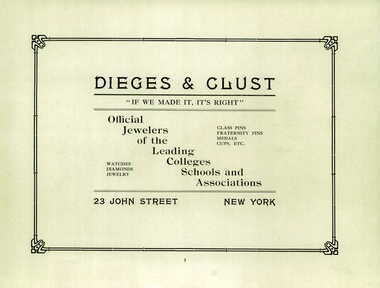 DIEGES & CLUST
"IF WE MADE IT, IT'S RIGHT"
Official
Jewelers
of the
Leading
Colleges
Schools and
Associations
CLASS PINS
FRATERNITY PINS
MEDALS
CUPS, ETC.
WATCHES
DIAMONDS
JEWELRY
23 JOHN STREET NEW YORK